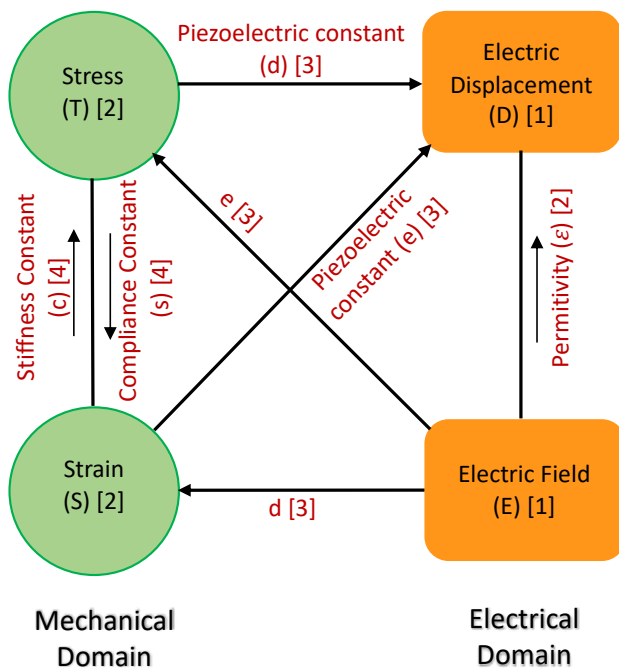 Piezoelectric constant
(d) [3]
Stress
(T) [2]
Electric
Displacement
(D) [1]
Stiffness Constant
(c) [4]
Compliance Constant
(s) [4]
e [3]
Piezoelectric
constant (e) [3]
Permitivity (ε) [2]
Strain
(S) [2]
d [3]
Electric Field
(E) [1]
Mechanical
Domain
Electrical
Domain